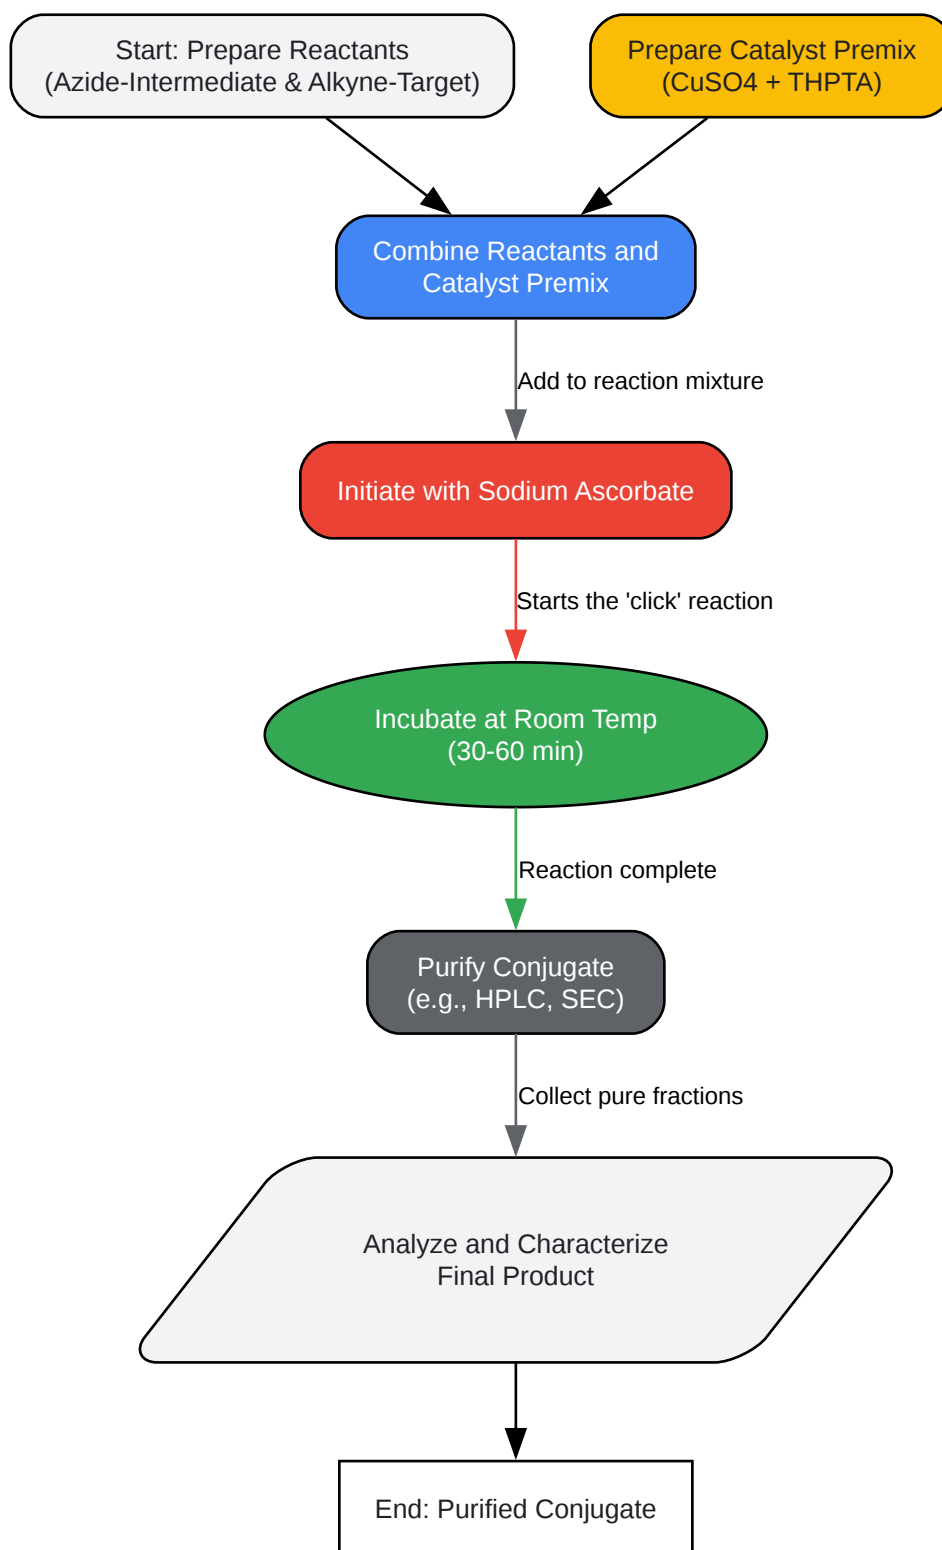 Start: Prepare Reactants
(Azide-Intermediate & Alkyne-Target)
Prepare Catalyst Premix
(CuSO4 + THPTA)
Combine Reactants and
Catalyst Premix
Add to reaction mixture
Initiate with Sodium Ascorbate
Starts the 'click' reaction
Incubate at Room Temp
(30-60 min)
Reaction complete
Purify Conjugate
(e.g., HPLC, SEC)
Collect pure fractions
Analyze and Characterize
Final Product
End: Purified Conjugate